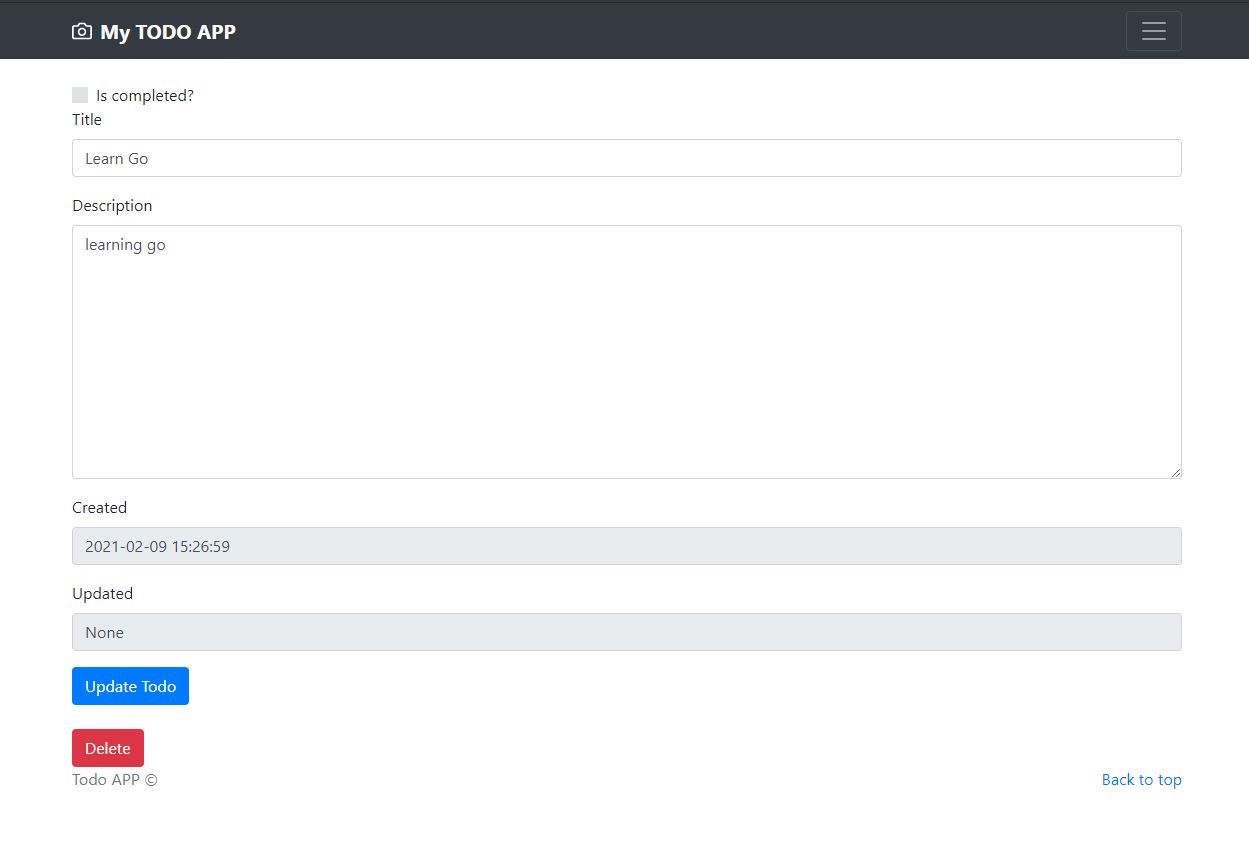 My TODO APP
Is completed?
Title
Learn Go
Description
learning go
Created
2021-02-09 15:26:59
Updated
None
Update Todo
Delete
Todo APP ©
Back to top